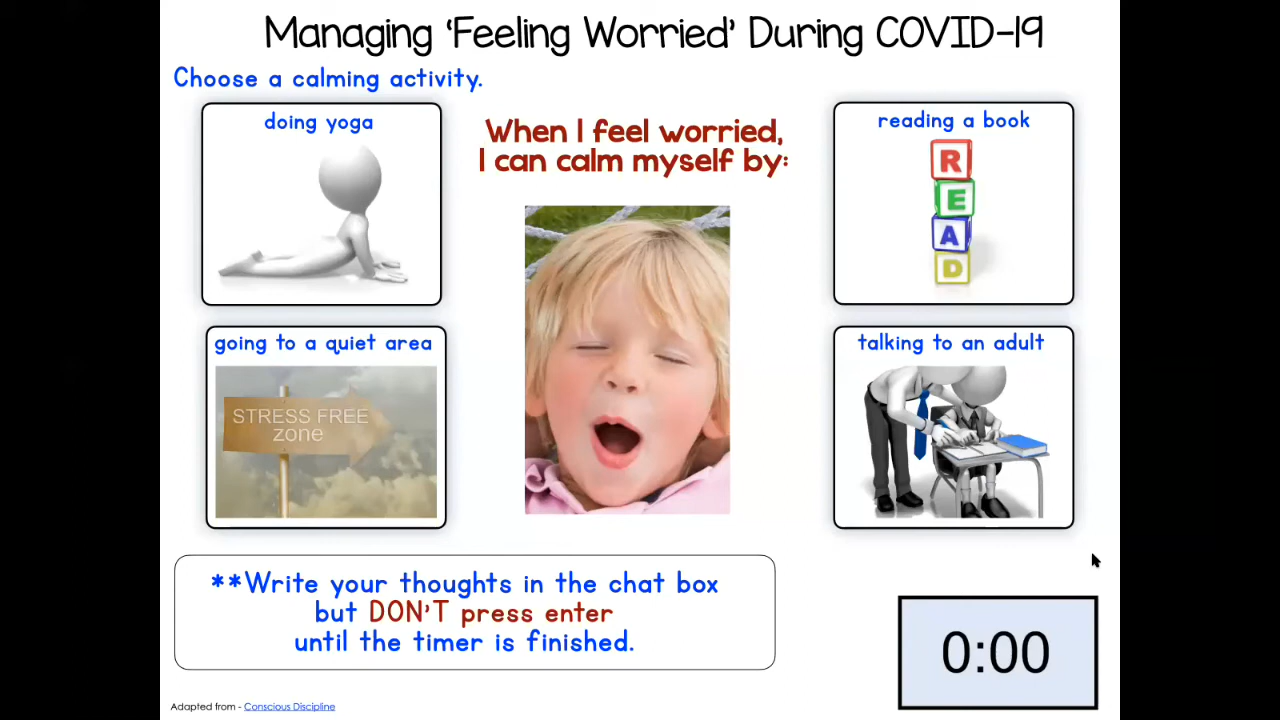 Managing ‘Feeling Worried’ During COVID-19
Choose a calming activity.
doing yoga
When I feel worried,
I can calm myself by:
reading a book
R
E
A
D
going to a quiet area
STRESS FREE
zone
talking to an adult
**Write your thoughts in the chat box
but DON'T press enter
until the timer is finished.
0:00
Adapted from - Conscious Discipline